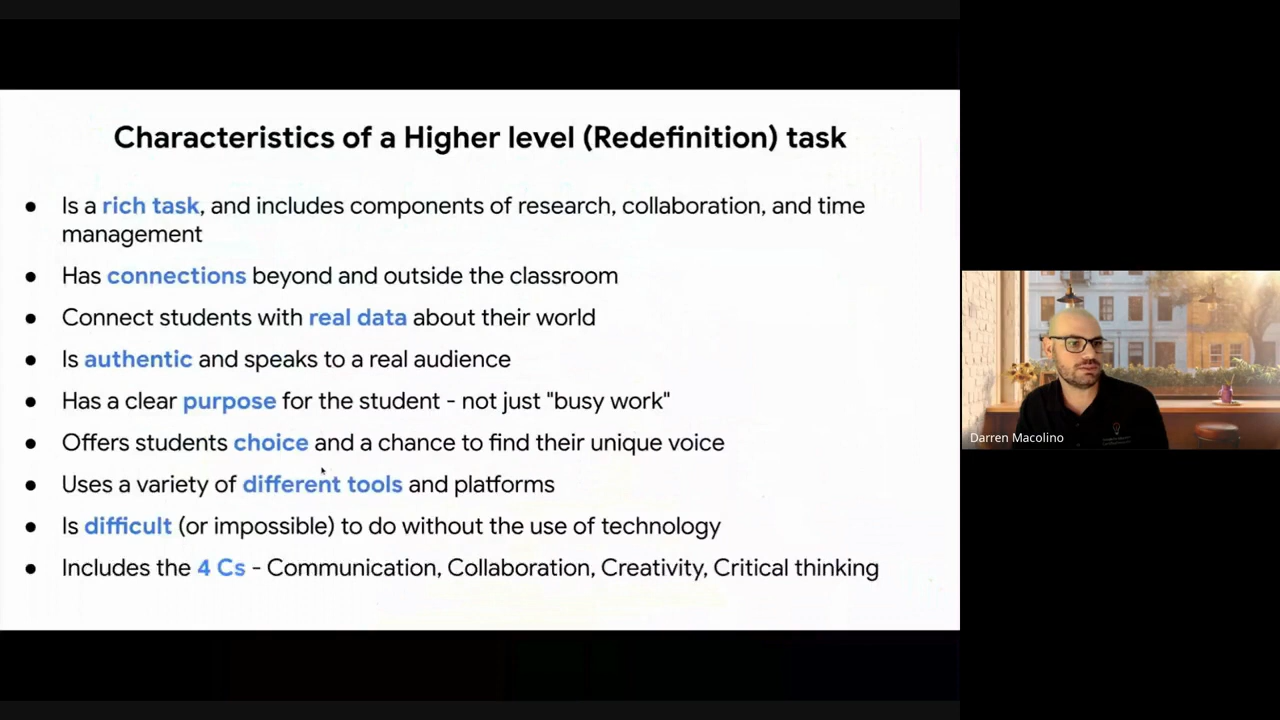 Characteristics of a Higher level (Redefinition) task
● Is a rich task, and includes components of research, collaboration, and time
management
● Has connections beyond and outside the classroom
● Connect students with real data about their world
● Is authentic and speaks to a real audience
● Has a clear purpose for the student - not just "busy work"
● Offers students choice and a chance to find their unique voice
● Uses a variety of different tools and platforms
● Is difficult (or impossible) to do without the use of technology
● Includes the 4 Cs - Communication, Collaboration, Creativity, Critical thinking
Darren Macolino